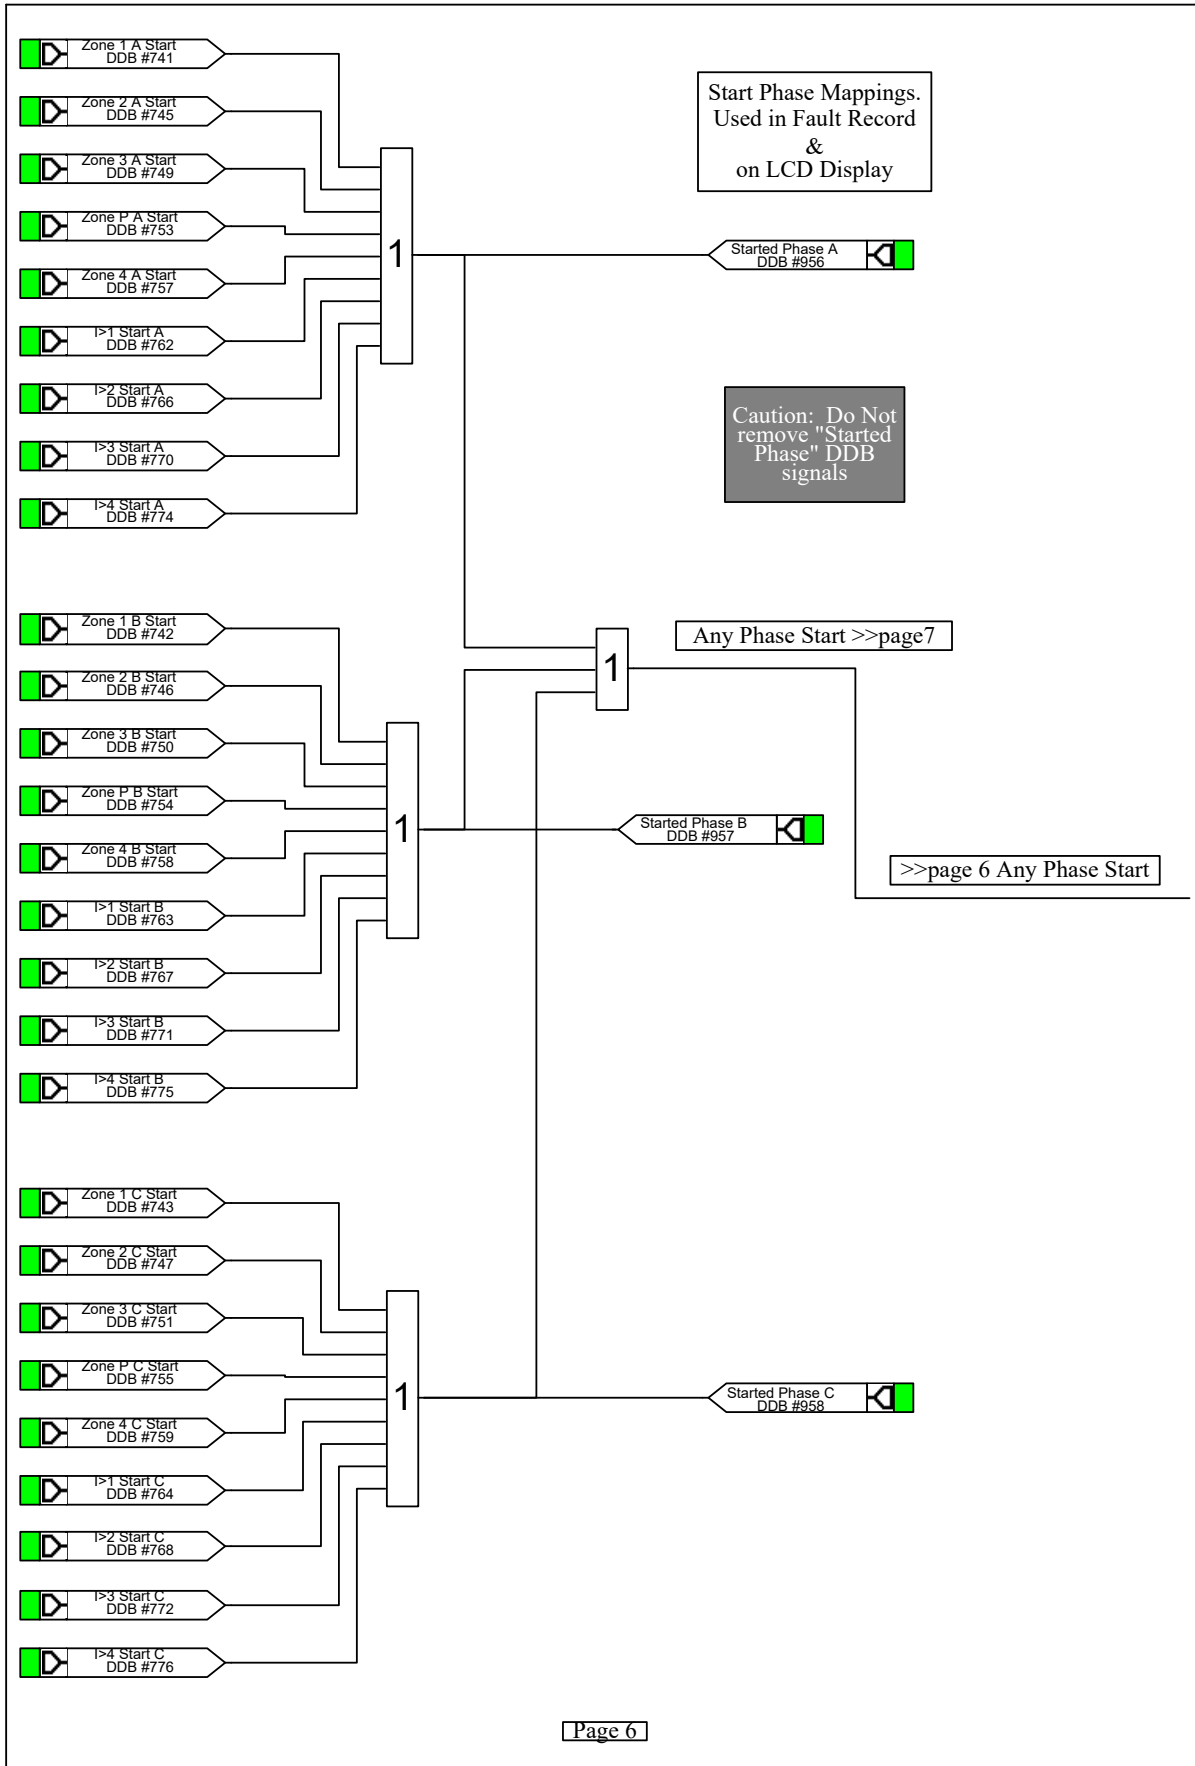 Zone 1 A Start
DDB #741
Zone 2 A Start
DDB #745
Zone 3 A Start
DDB #749
Zone P A Start
DDB #753
Zone 4 A Start
DDB #757
I>1 Start A
DDB #762
I>2 Start A
DDB #766
I>3 Start A
DDB #770
I>4 Start A
DDB #774
1
Start Phase Mappings.
Used in Fault Record
&
on LCD Display
Started Phase A
DDB #956
Caution: Do Not
remove "Started
Phase" DDB
signals
Zone 1 B Start
DDB #742
Zone 2 B Start
DDB #746
Zone 3 B Start
DDB #750
Zone P B Start
DDB #754
Zone 4 B Start
DDB #758
I>1 Start B
DDB #763
I>2 Start B
DDB #767
I>3 Start B
DDB #771
I>4 Start B
DDB #775
1
1
Any Phase Start >>page7
Started Phase B
DDB #957
>>page 6 Any Phase Start
Zone 1 C Start
DDB #743
Zone 2 C Start
DDB #747
Zone 3 C Start
DDB #751
Zone P C Start
DDB #755
Zone 4 C Start
DDB #759
I>1 Start C
DDB #764
I>2 Start C
DDB #768
I>3 Start C
DDB #772
I>4 Start C
DDB #776
1
Started Phase C
DDB #958
Page 6